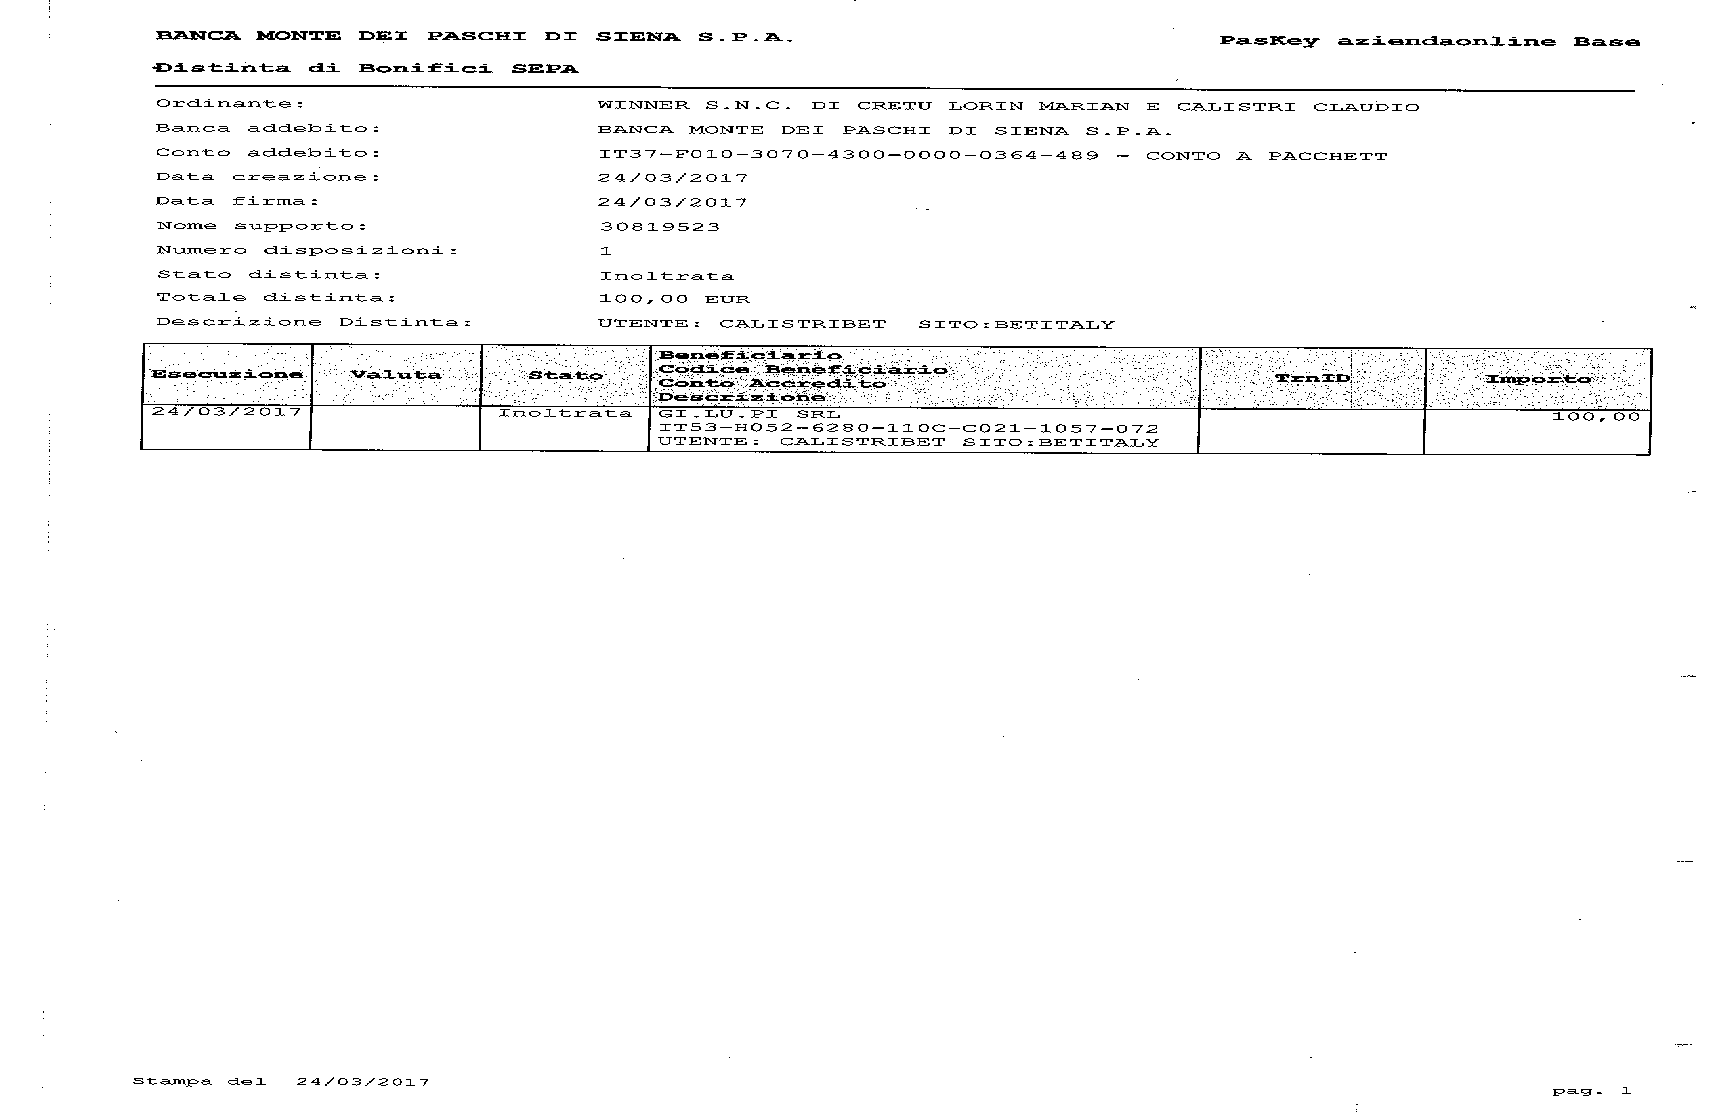 BANCA MONTE DEI PASCHI DI SIENA S.P.A.
PasKey aziendaonline Base
Distinta di Bonifici SEPA
Ordinante: WINNER S.N.C. DI CRETU LORIN MARIAN E CALISTRI CLAUDIO
Banca addebito: BANCA MONTE DEI PASCHI DI SIENA S.P.A.
Conto addebito: IT37-F010-3070-4300-0000-0364-489 - CONTO A PACCHETT
Data creazione: 24/03/2017
Data firma: 24/03/2017
Nome supporto: 30819523
Numero disposizioni: 1
Stato distinta: Inoltrata
Totale distinta: 100,00 EUR
Descrizione Distinta: UTENTE: CALISTRIBET SITO:BETITALY
Esecuzione Valuta Stato Beneficiario
Codice Beneficiario
Conto Accredito
Descrizione TrnID Importo
24/03/2017 Inoltrata GI.LU.PI SRL 100,00
IT53-H052-6280-110C-C021-1057-072
UTENTE: CALISTRIBET SITO:BETITALY
Stampa del 24/03/2017
pag. 1